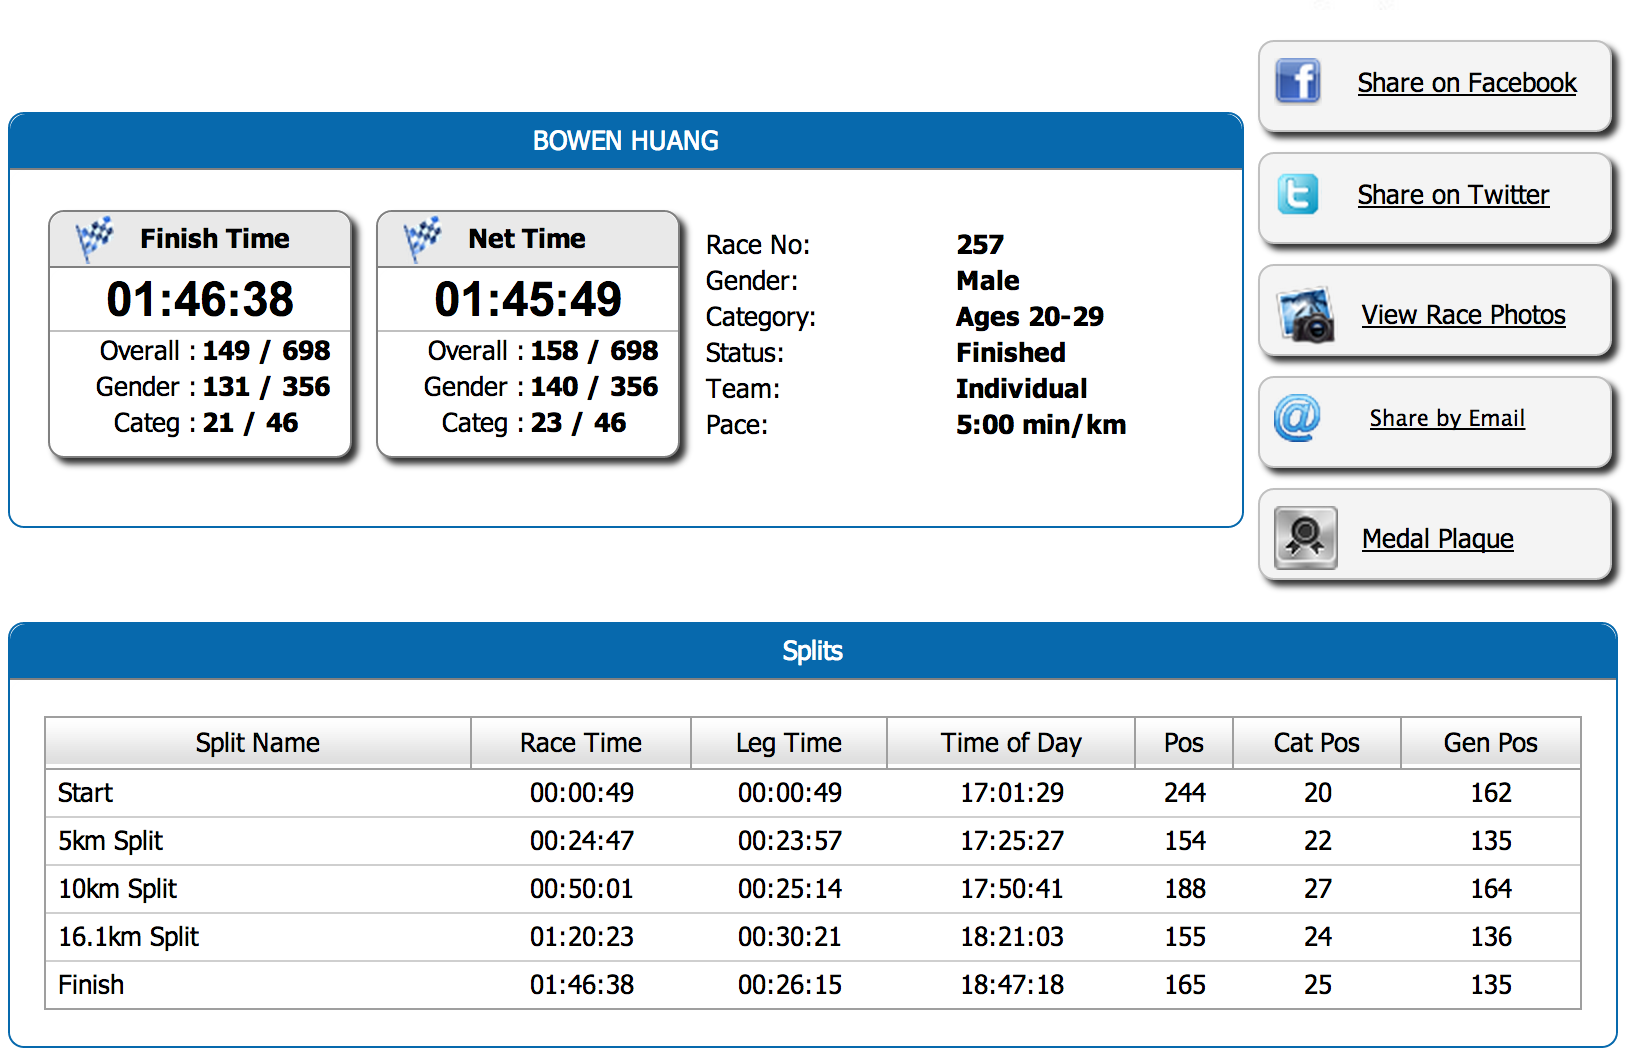 Share on Facebook
Share on Twitter
View Race Photos
Share by Email
Medal Plaque
BOWEN HUANG
Finish Time
01:46:38
Overall : 149 / 698
Gender : 131 / 356
Categ : 21 / 46
Net Time
01:45:49
Overall : 158 / 698
Gender : 140 / 356
Categ : 23 / 46
Race No: 257
Gender: Male
Category: Ages 20-29
Status: Finished
Team: Individual
Pace: 5:00 min/km
Splits
Split Name Race Time Leg Time Time of Day Pos Cat Pos Gen Pos
Start 00:00:49 00:00:49 17:01:29 244 20 162
5km Split 00:24:47 00:23:57 17:25:27 154 22 135
10km Split 00:50:01 00:25:14 17:50:41 188 27 164
16.1km Split 01:20:23 00:30:21 18:21:03 155 24 136
Finish 01:46:38 00:26:15 18:47:18 165 25 135